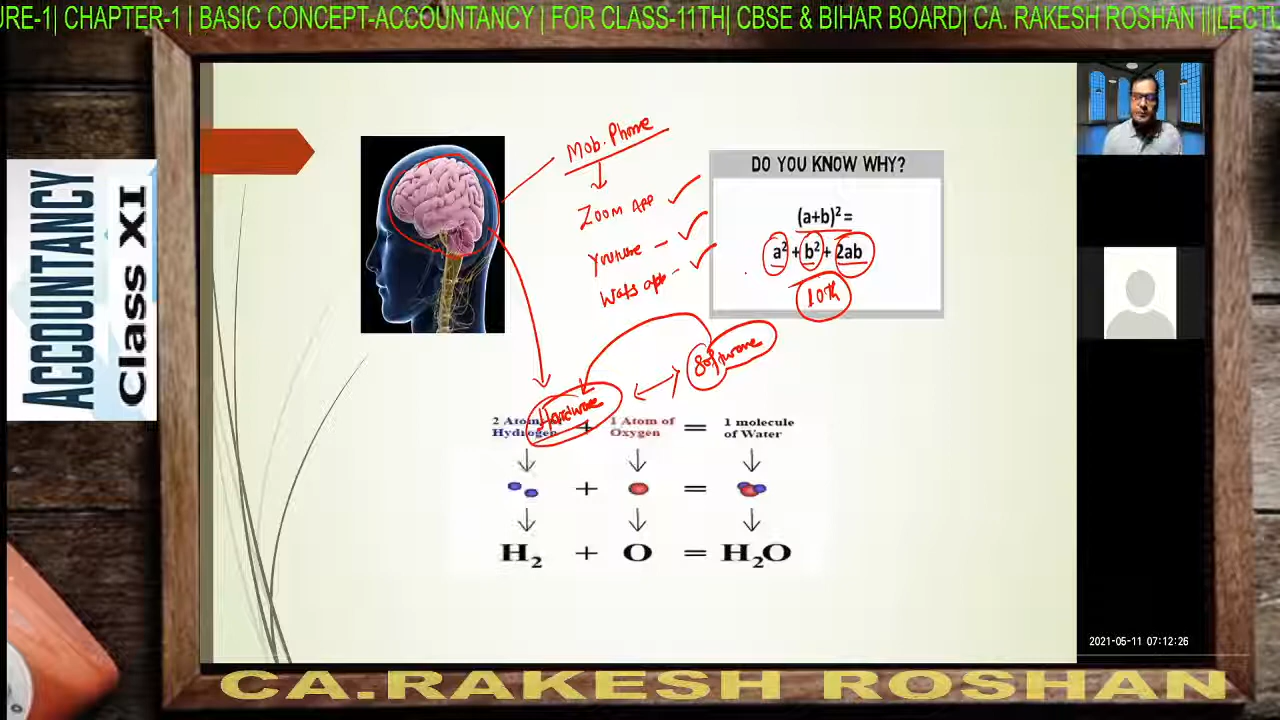 URE-1| CHAPTER-1 | BASIC CONCEPT-ACCOUNTANCY | FOR CLASS-11TH| CBSE & BIHAR BOARD| CA. RAKESH ROSHAN |||LECTU
ACCOUNTANCY
Class XI
Mob. Phone
Zoom App
Youtube
Wats app
DO YOU KNOW WHY?
(a+b)² =
a² + b² + 2ab
10th
Software
Hardware
2 Atoms + 1 Atom of = 1 molecule
Hydrogen Oxygen of Water
+ =
H₂ + O = H₂O
2021-05-11 07:12:26
CA.RAKESH ROSHAN